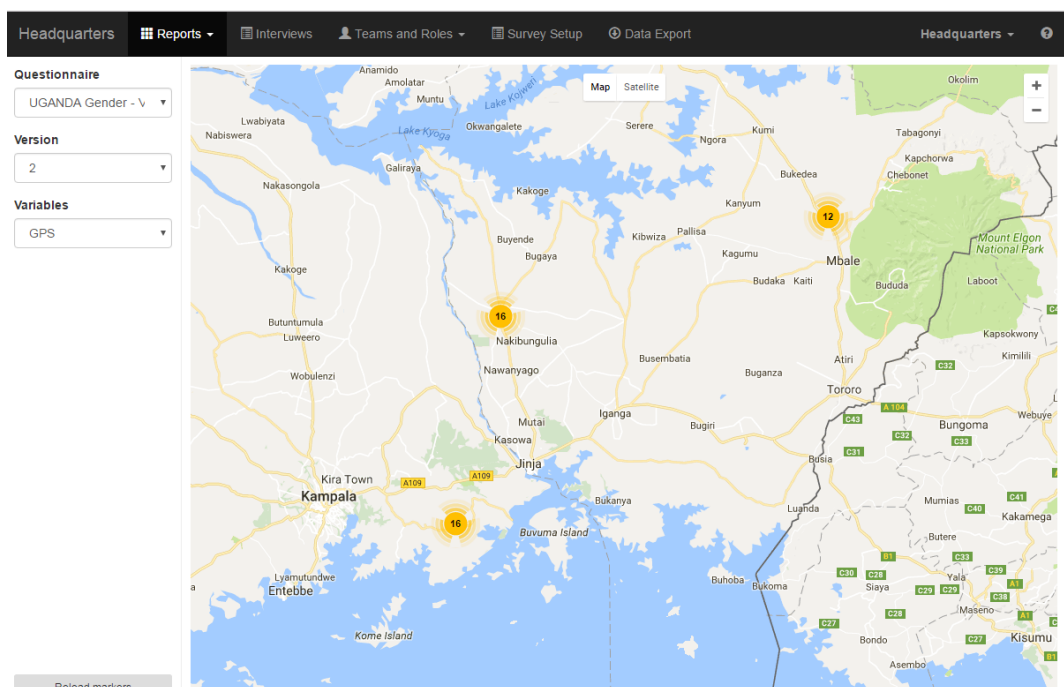 Headquarters Reports Interviews Teams and Roles Survey Setup Data Export Headquarters ?
Questionnaire
UGANDA Gender - V
Version
2
Variables
GPS
Reload markers
Map Satellite
+
−
Anamido
Amolatar
Muntu
Lake Kojweri
Okolim
Lwabiyata
Nabiswera
Lake Kyoga
Okwangalete
Serere
Ngora
Kumi
Tabagonyi
Kapchorwa
Galiraya
Bukedea
Chebonet
Nakasongola
Kakoge
Kanyum
12
Buyende
Kibwiza
Pallisa
Mount Elgon
National Park
Bugaya
Kagumu
Mbale
Kakoge
Budaka
Kaiti
Bududa
Laboot
16
Butuntumula
Luweero
Nakibungulia
Kapsokwony
Kimilili
Busembatia
Atiri
C32
Wobulenzi
Nawanyago
Buganza
Tororo
A 104
Webuye
Iganga
Mutai
Bugiri
C43
Bungoma
C32
C33
Kasowa
C31
Jinja
Busia
Kira Town
A109
A109
Kampala
Bukanya
Luanda
Mumias
C41
C40
Kakamega
16
Buvuma Island
Butere
B1
C33
Lyamutundwe
Entebbe
a
Buhoba
Bukoma
C30
C28
Siaya
C39
Yala
A1
C29
C29
C38
Maseno
C28
A1
Kome Island
C27
Bondo
C27
Kisumu
Asembo